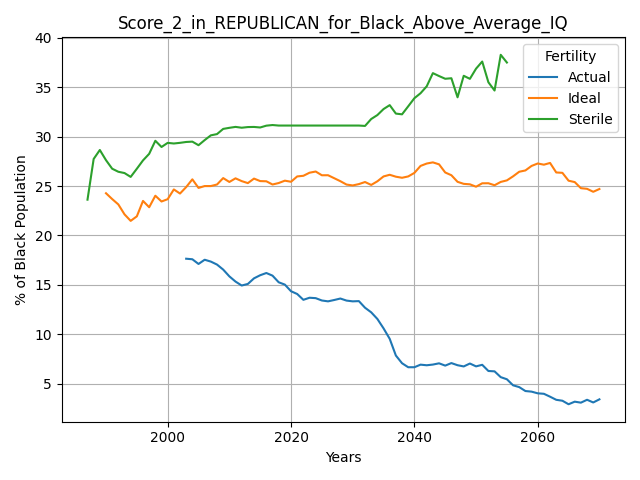 Score_2_in_REPUBLICAN_for_Black_Above_Average_IQ
40
35
30
25
20
15
10
5
% of Black Population
Fertility
Actual
Ideal
Sterile
2000 2020 2040 2060
Years